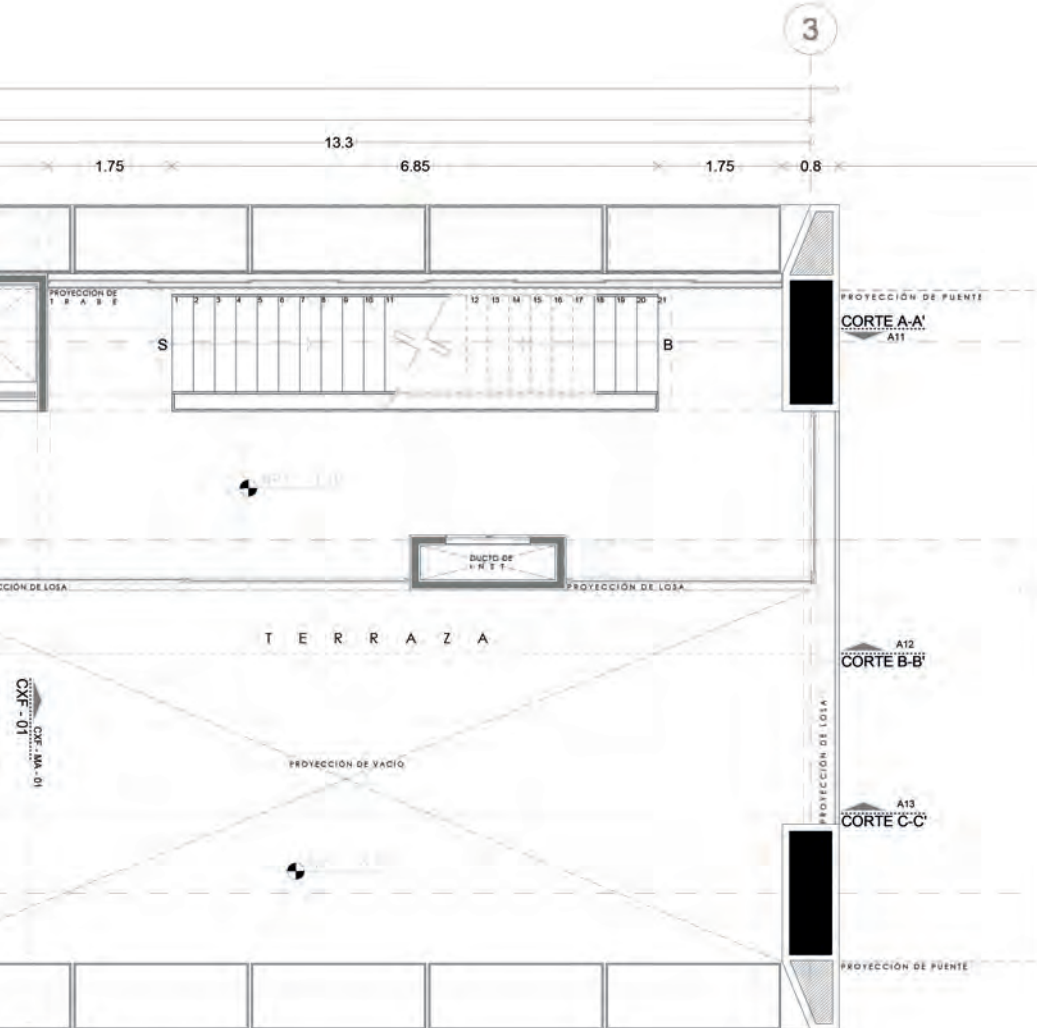 3
13.3
1.75
6.85
1.75
0.8
PROYECCIÓN DE
TRABE
1 2 3 4 5 6 7 8 9 10 11 12 13 14 15 16 17 18 19 20 21
PROYECCIÓN DE PUENTE
CORTE A-A'
A11
S
B
DUCTO DE
INST.
PROYECCIÓN DE LOSA
TERRAZA
A12
CORTE B-B'
CXF - 01
CXF - MA - 01
PROYECCIÓN DE LOSA
PROYECCIÓN DE VACIO
A13
CORTE C-C'
PROYECCIÓN DE PUENTE